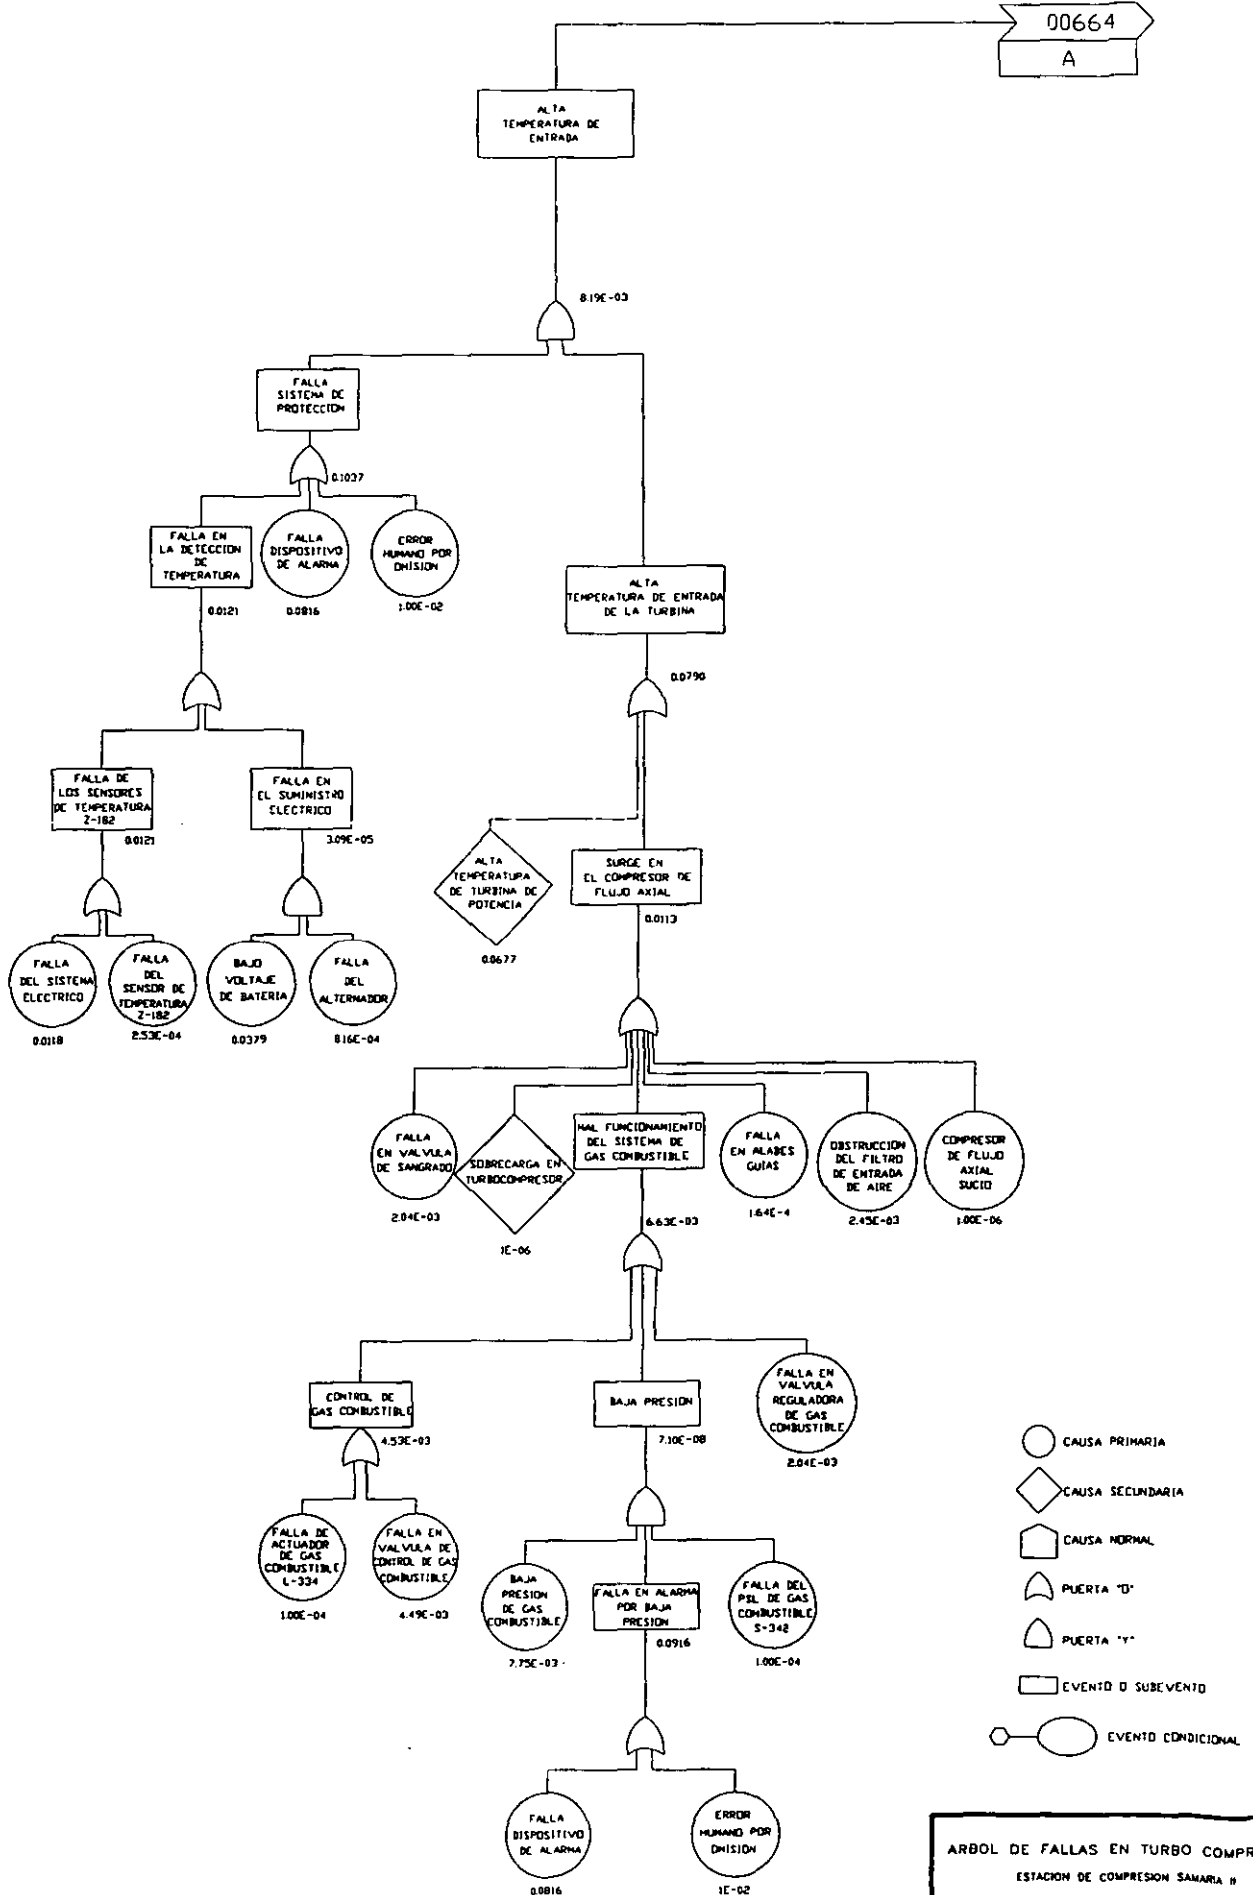 00664
A
ALTA
TEMPERATURA DE
ENTRADA
8.19E-03
FALLA
SISTEMA DE
PROTECCION
0.1037
FALLA EN
LA DETECCION
DE
TEMPERATURA
0.0121
FALLA
DISPOSITIVO
DE ALARMA
0.0816
ERROR
HUMANO POR
OMISION
1.00E-02
ALTA
TEMPERATURA DE ENTRADA
DE LA TURBINA
0.0790
FALLA DE
LOS SENSORES
DE TEMPERATURA
Z-182
0.0121
FALLA EN
EL SUMINISTRO
ELECTRICO
3.09E-05
ALTA
TEMPERATURA
DE TURBINA DE
POTENCIA
0.0677
SURGE EN
EL COMPRESOR DE
FLUJO AXIAL
0.0113
FALLA
DEL SISTEMA
ELECTRICO
0.0118
FALLA
DEL
SENSOR DE
TEMPERATURA
Z-182
2.53E-04
BAJO
VOLTAJE
DE BATERIA
0.0379
FALLA
DEL
ALTERNADOR
8.16E-04
FALLA
EN VALVULA
DE SANGRADO
2.04E-03
SOBRECARGA EN
TURBOCOMPRESOR
1E-06
MAL FUNCIONAMIENTO
DEL SISTEMA DE
GAS COMBUSTIBLE
6.63E-03
FALLA
EN ALABES
GUIAS
1.64E-4
OBSTRUCCION
DEL FILTRO
DE ENTRADA
DE AIRE
2.45E-03
COMPRESOR
DE FLUJO
AXIAL
SUCIO
1.00E-06
CONTROL DE
GAS COMBUSTIBLE
4.53E-03
BAJA PRESION
7.10E-08
FALLA EN
VALVULA
REGULADORA
DE GAS
COMBUSTIBLE
2.04E-03
FALLA DE
ACTUADOR
DE GAS
COMBUSTIBLE
L-334
1.00E-04
FALLA EN
VALVULA DE
CONTROL DE GAS
COMBUSTIBLE
4.49E-03
BAJA
PRESION
DE GAS
COMBUSTIBLE
7.75E-03
FALLA EN ALARMA
POR BAJA
PRESION
0.0916
FALLA DEL
PSL DE GAS
COMBUSTIBLE
S-342
1.00E-04
FALLA
DISPOSITIVO
DE ALARMA
0.0816
ERROR
HUMANO POR
OMISION
1E-02
CAUSA PRIMARIA
CAUSA SECUNDARIA
CAUSA NORMAL
PUERTA "O"
PUERTA "Y"
EVENTO O SUBEVENTO
EVENTO CONDICIONAL
ARBOL DE FALLAS EN TURBO COMPR
ESTACION DE COMPRESION SAMARIA II